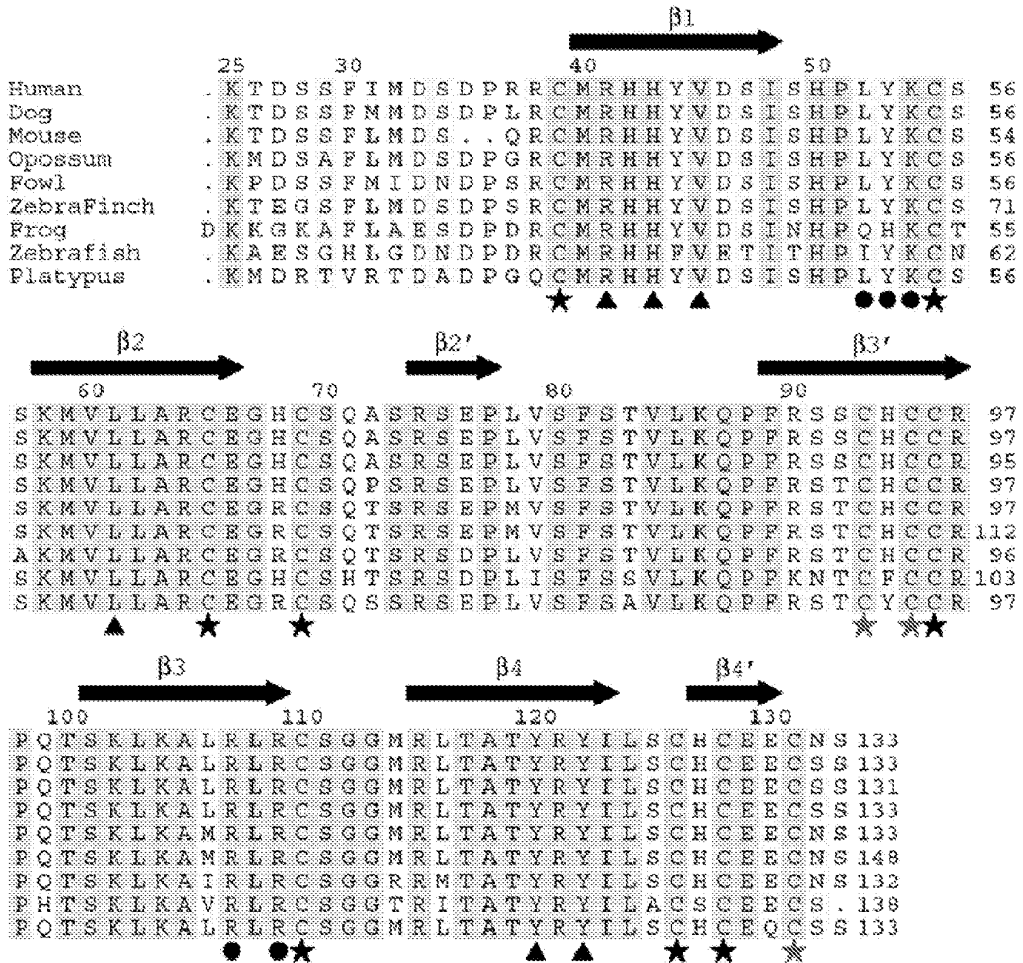 β1
25 30 40 50
Human . K T D S S F I M D S D P R R C M R H H Y V D S I S H P L Y K C S 56
Dog . K T D S S F M M D S D P L R C M R H H Y V D S I S H P L Y K C S 56
Mouse . K T D S S F L M D S . . Q R C M R H H Y V D S I S H P L Y K C S 54
Opossum . K M D S A F L M D S D P G R C M R H H Y V D S I S H P L Y K C S 56
Fowl . K P D S S F M I D N D P S R C M R H H Y V D S I S H P L Y K C S 56
ZebraFinch . K T E G S F L M D S D P S R C M R H H Y V D S I S H P L Y K C S 71
Frog D K K G K A F L A E S D P D R C M R H H Y V D S I N H P Q H K C T 55
Zebrafish . K A E S G H L G D N D P D R C M R H H F V E T I T H P I Y K C N 62
Platypus . K M D R T V R T D A D P G Q C M R H H Y V D S I S H P L Y K C S 56
β2 β2' β3'
60 70 80 90
S K M V L L A R C E G H C S Q A S R S E P L V S F S T V L K Q P F R S S C H C C R 97
S K M V L L A R C E G H C S Q A S R S E P L V S F S T V L K Q P F R S S C H C C R 97
S K M V L L A R C E G H C S Q A S R S E P L V S F S T V L K Q P F R S S C H C C R 95
S K M V L L A R C E G H C S Q P S R S E P L V S F S T V L K Q P F R S T C H C C R 97
S K M V L L A R C E G R C S Q T S R S E P M V S F S T V L K Q P F R S T C H C C R 97
S K M V L L A R C E G R C S Q T S R S E P M V S F S T V L K Q P F R S T C H C C R 112
A K M V L L A R C E G R C S Q T S R S D P L V S F S T V L K Q P F R S T C H C C R 96
S K M V L L A R C E G H C S H T S R S D P L I S F S S V L K Q P F K N T C F C C R 103
S K M V L L A R C E G R C S Q S S R S E P L V S F S A V L K Q P F R S T C Y C C R 97
β3 β4 β4'
100 110 120 130
P Q T S K L K A L R L R C S G G M R L T A T Y R Y I L S C H C E E C N S 133
P Q T S K L K A L R L R C S G G M R L T A T Y R Y I L S C H C E E C S S 133
P Q T S K L K A L R L R C S G G M R L T A T Y R Y I L S C H C E E C S S 131
P Q T S K L K A L R L R C S G G M R L T A T Y R Y I L S C H C E E C S S 133
P Q T S K L K A M R L R C S G G M R L T A T Y R Y I L S C H C E E C N S 133
P Q T S K L K A M R L R C S G G M R L T A T Y R Y I L S C H C E E C N S 148
P Q T S K L K A I R L R C S G G R R M T A T Y R Y I L S C H C E E C N S 132
P H T S K L K A V R L R C S G G T R I T A T Y R Y I L A C S C E E C S . 138
P Q T S K L K A L R L R C S G G M R L T A T Y R Y I L S C H C E Q C S S 133